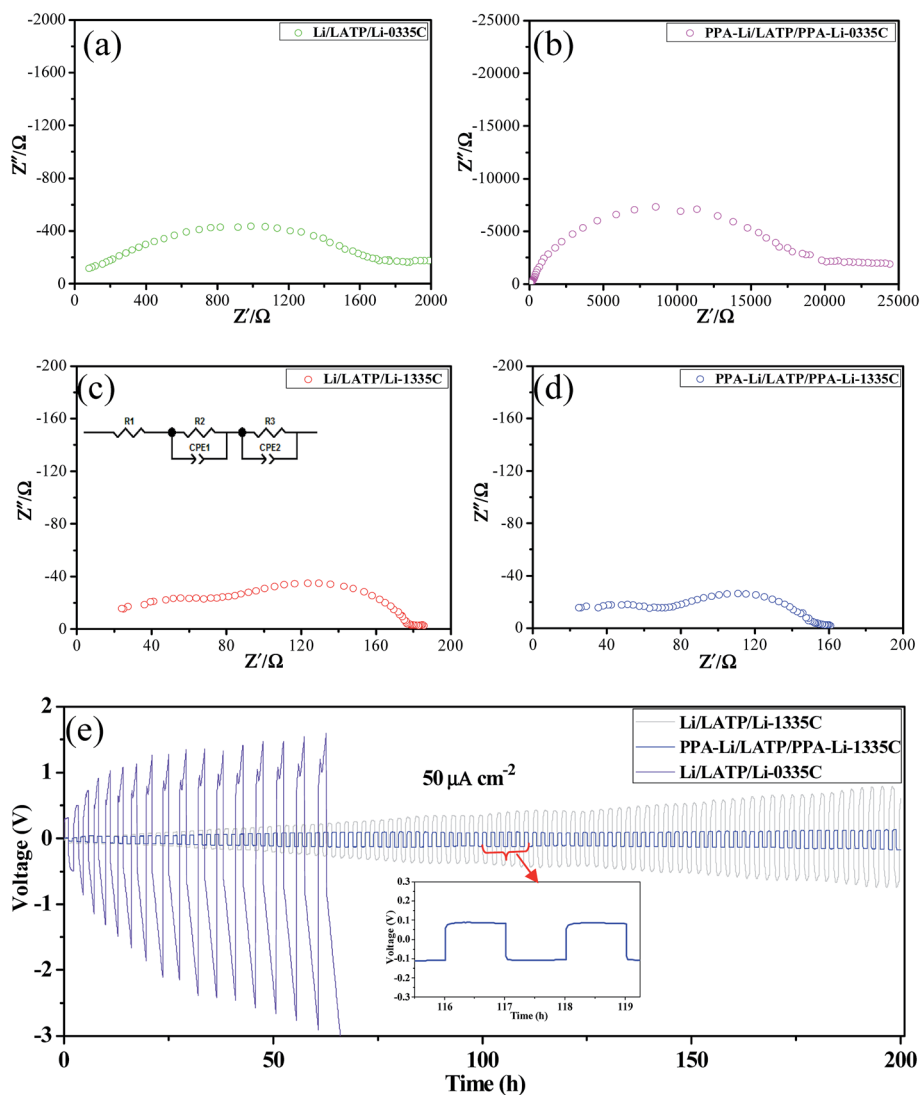 (a)
Li/LATP/Li-0335C
-2000
-1600
-1200
-800
-400
0
Z''/Ω
0 400 800 1200 1600 2000
Z'/Ω
(b)
PPA-Li/LATP/PPA-Li-0335C
-25000
-20000
-15000
-10000
-5000
0
Z''/Ω
0 5000 10000 15000 20000 25000
Z'/Ω
(c)
Li/LATP/Li-1335C
R1 R2 R3
CPE1 CPE2
-200
-160
-120
-80
-40
0
Z''/Ω
0 40 80 120 160 200
Z'/Ω
(d)
PPA-Li/LATP/PPA-Li-1335C
-200
-160
-120
-80
-40
0
Z''/Ω
0 40 80 120 160 200
Z'/Ω
(e)
Li/LATP/Li-1335C
PPA-Li/LATP/PPA-Li-1335C
Li/LATP/Li-0335C
50 μA cm⁻²
2
1
0
-1
-2
-3
Voltage (V)
0.3
0.2
0.1
0.0
-0.1
-0.2
-0.3
Voltage (V)
116 117 118 119
Time (h)
0 50 100 150 200
Time (h)